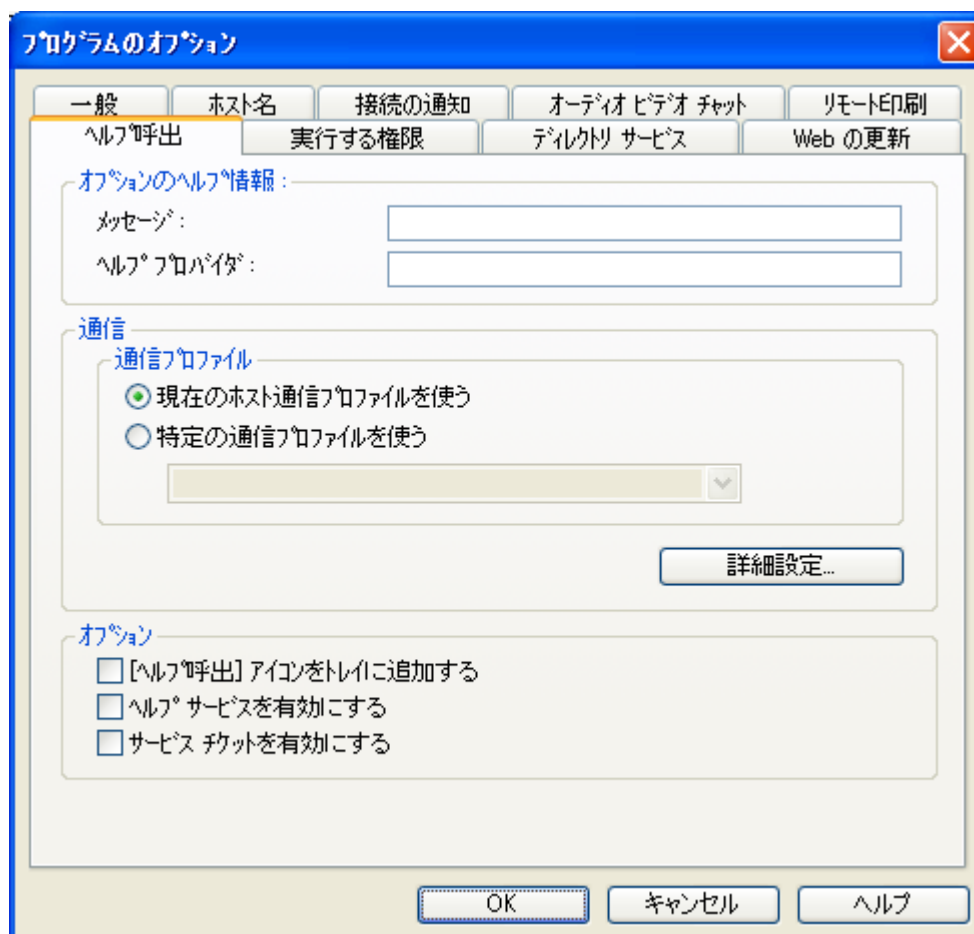 プログラムのオプション
一般 ホスト名 接続の通知 オーディオ ビデオ チャット リモート印刷
ヘルプ呼出 実行する権限 ディレクトリ サービス Web の更新
オプションのヘルプ情報 :
メッセージ :
ヘルプ プロバイダ :
通信
通信プロファイル
現在のホスト通信プロファイルを使う
特定の通信プロファイルを使う
詳細設定...
オプション
[ヘルプ呼出] アイコンをトレイに追加する
ヘルプ サービスを有効にする
サービス チケットを有効にする
OK キャンセル ヘルプ